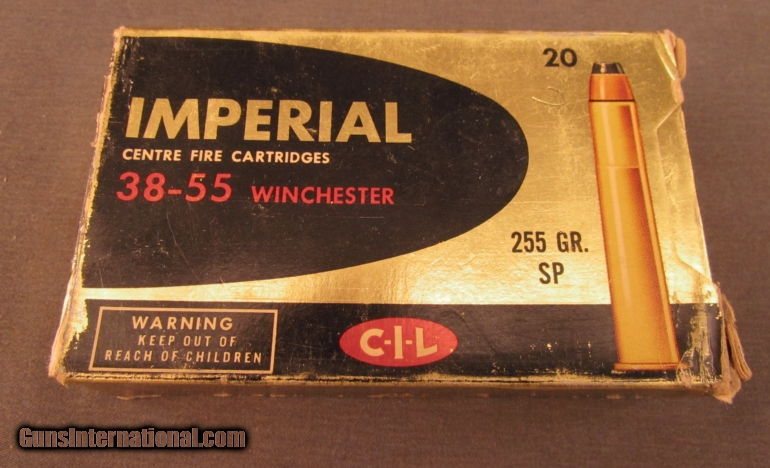 IMPERIAL
CENTRE FIRE CARTRIDGES
38-55 WINCHESTER
20
255 GR.
SP
WARNING
KEEP OUT OF
REACH OF CHILDREN
C-I-L
GunsInternational.com